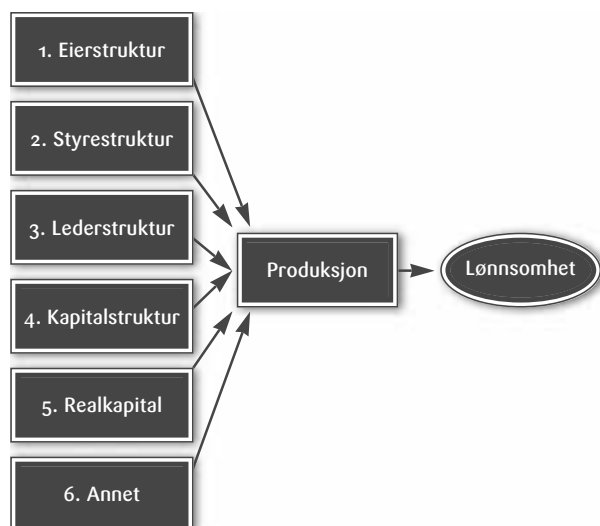 1. Eierstruktur
2. Styrestruktur
3. Lederstruktur
4. Kapitalstruktur
5. Realkapital
6. Annet
Produksjon
Lønnsomhet